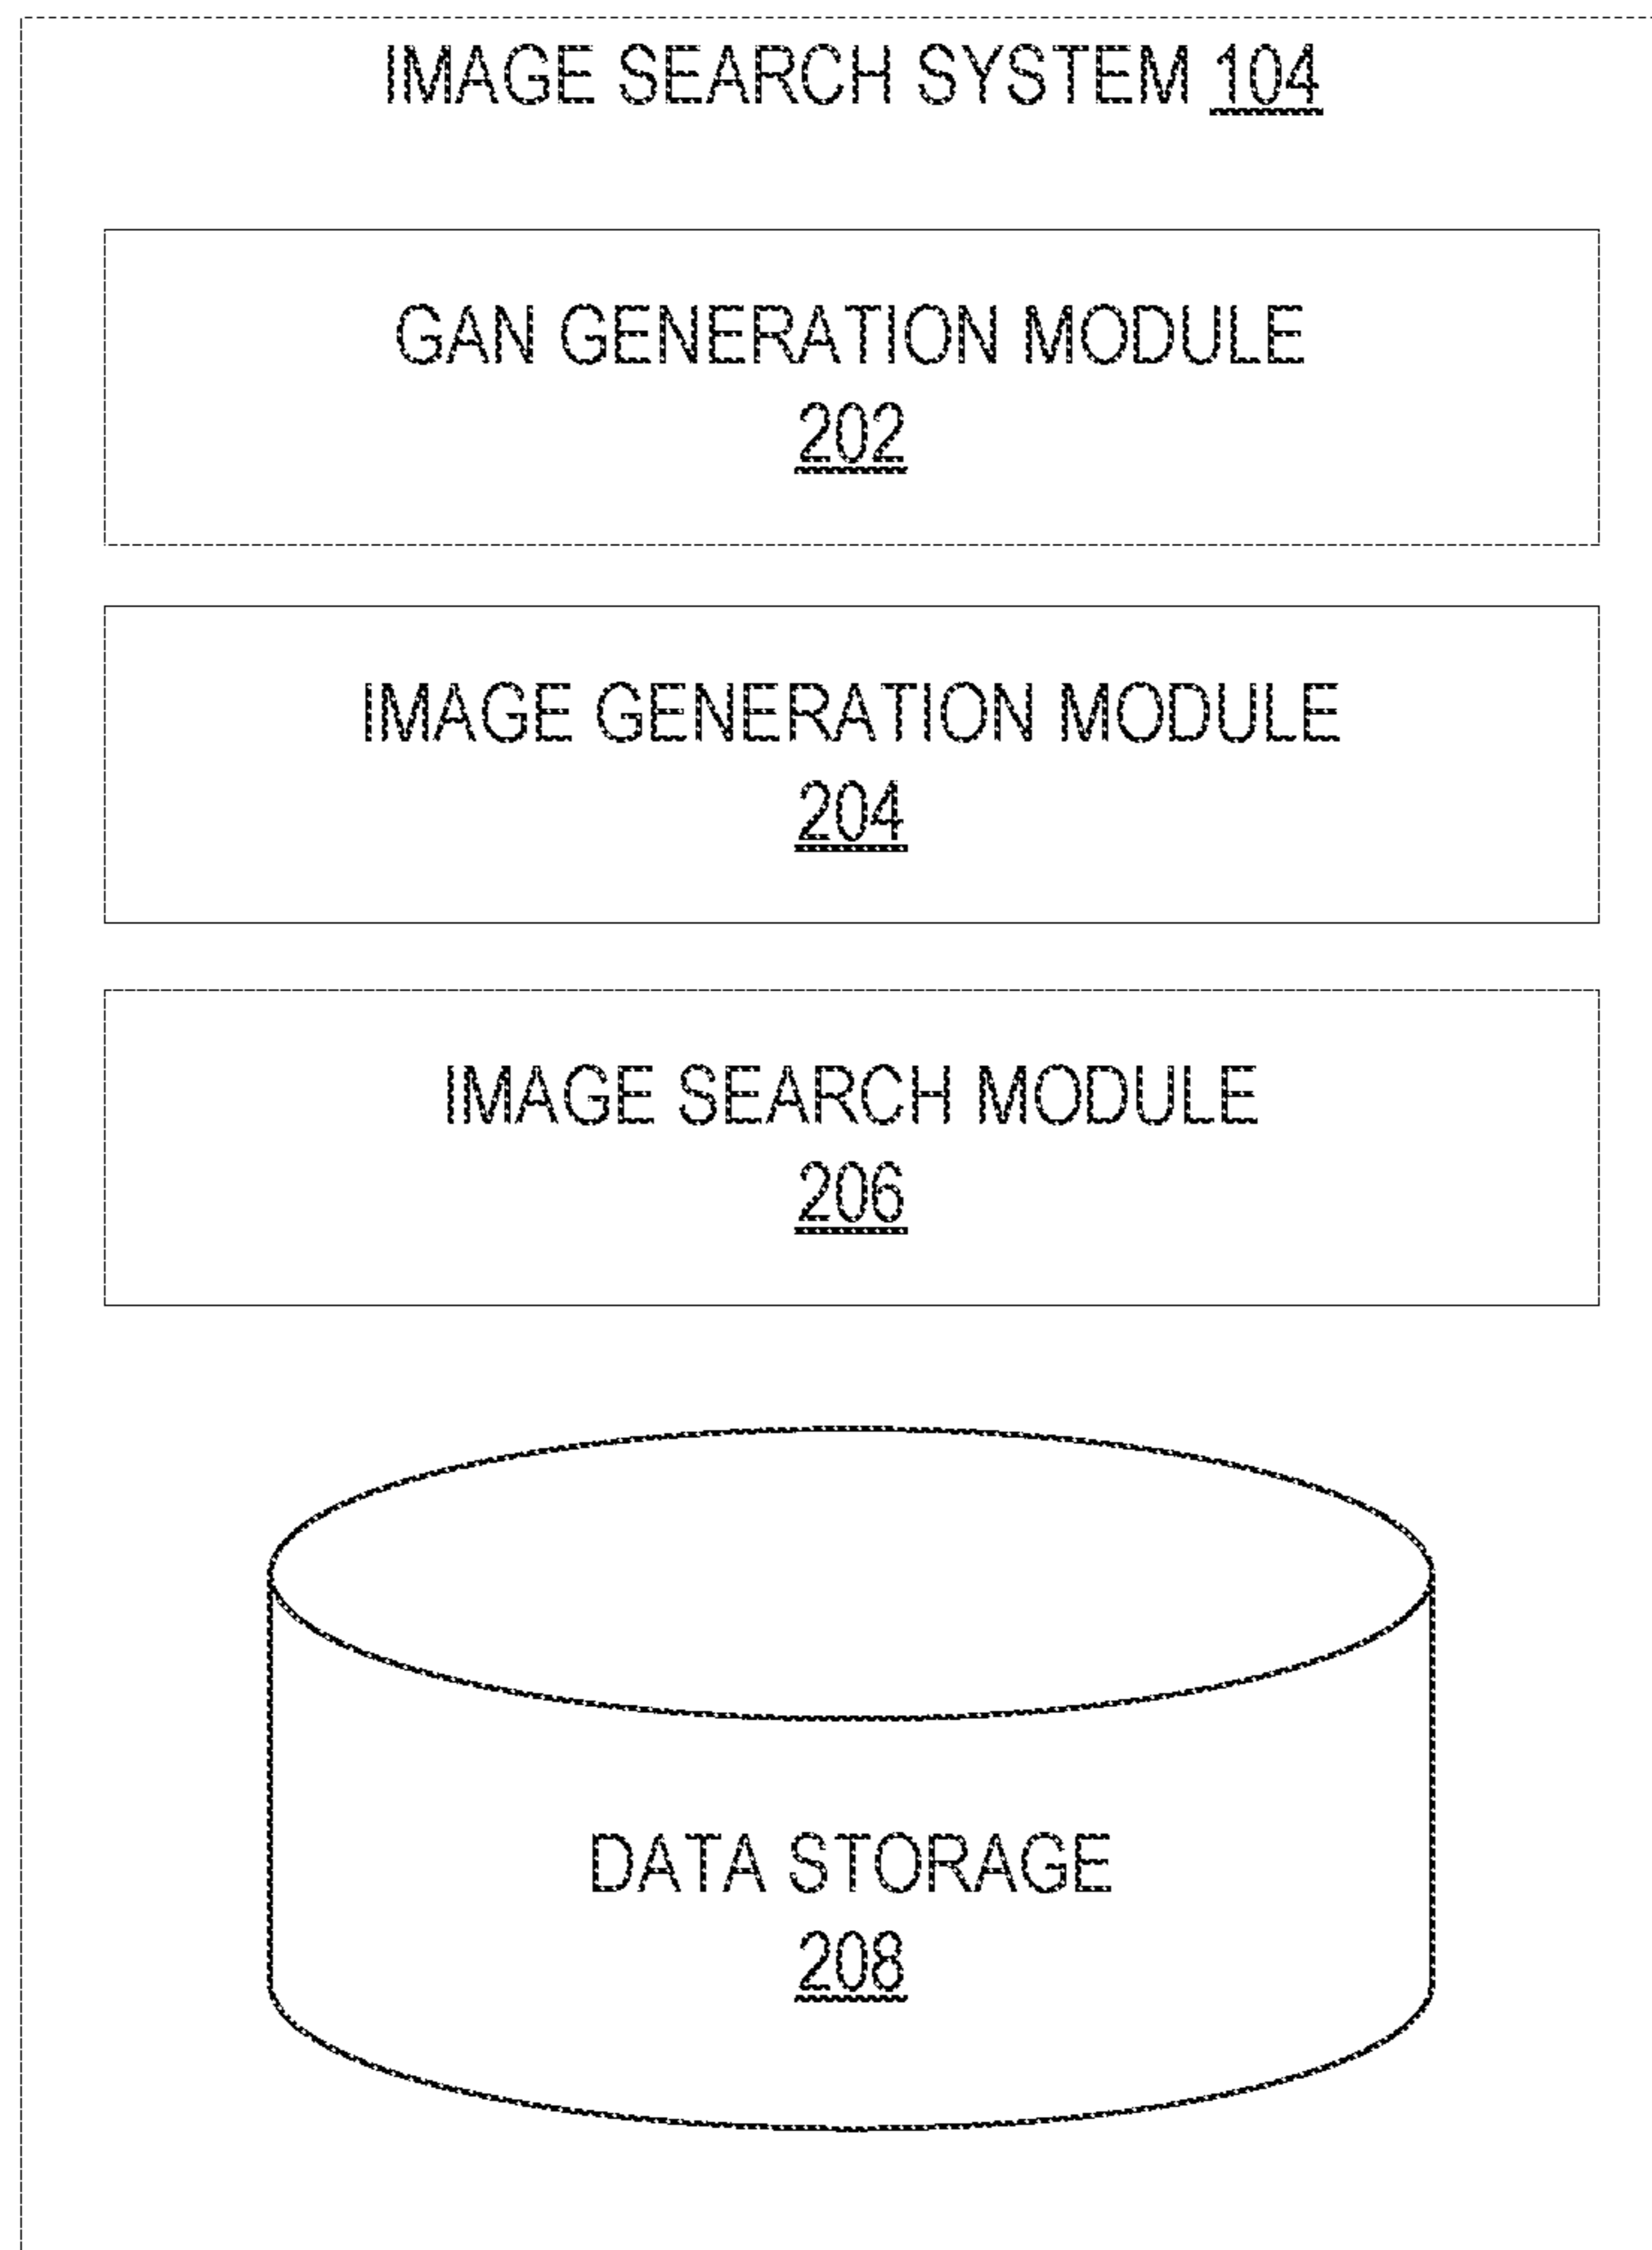 IMAGE SEARCH SYSTEM 104
GAN GENERATION MODULE
202
IMAGE GENERATION MODULE
204
IMAGE SEARCH MODULE
206
DATA STORAGE
208